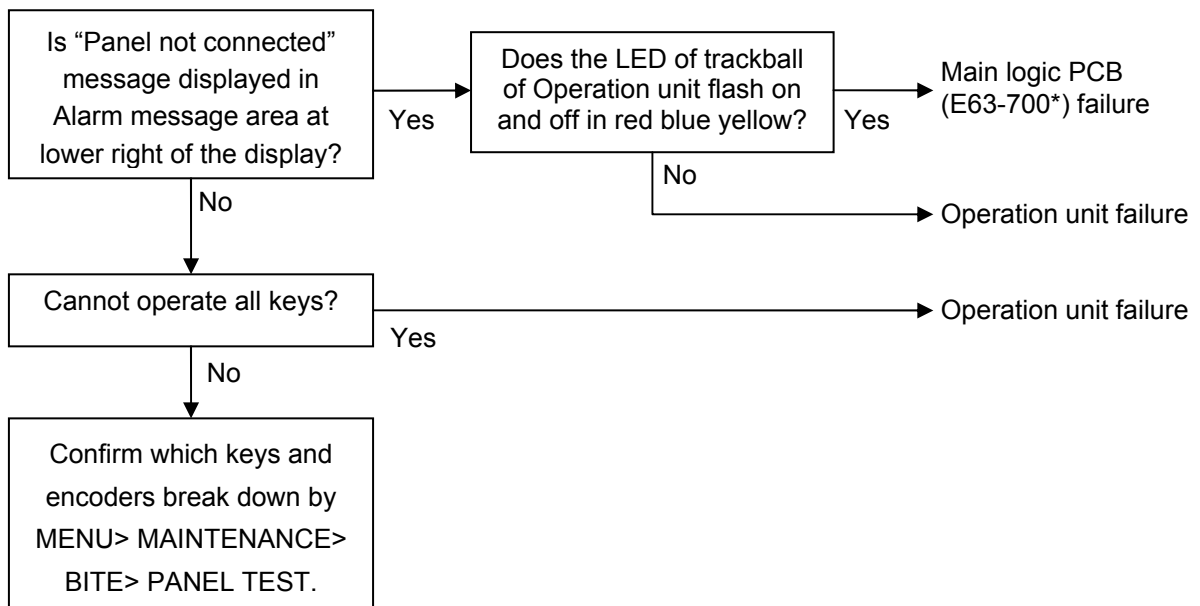 Is “Panel not connected”
message displayed in
Alarm message area at
lower right of the display?
Yes
Does the LED of trackball
of Operation unit flash on
and off in red blue yellow?
Yes
Main logic PCB
(E63-700*) failure
No
Operation unit failure
No
Cannot operate all keys?
Yes
Operation unit failure
No
Confirm which keys and
encoders break down by
MENU> MAINTENANCE>
BITE> PANEL TEST.